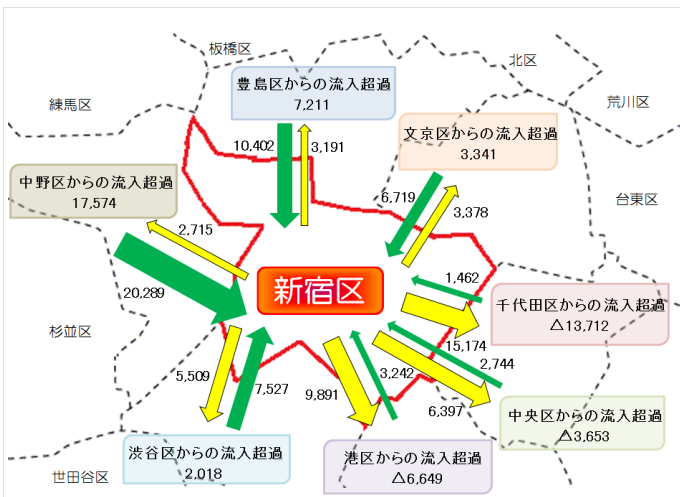 板橋区
北区
練馬区
荒川区
豊島区からの流入超過
7,211
文京区からの流入超過
3,341
10,402
3,191
中野区からの流入超過
17,574
6,719
3,378
台東区
2,715
1,462
新宿区
20,289
千代田区からの流入超過
△13,712
杉並区
15,174
2,744
5,509
7,527
9,891
3,242
6,397
中央区からの流入超過
△3,653
渋谷区からの流入超過
2,018
港区からの流入超過
△6,649
世田谷区